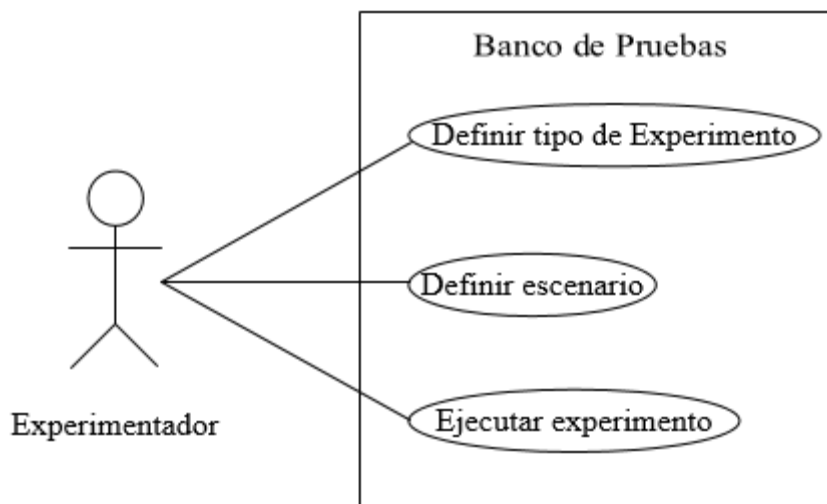 Banco de Pruebas
Definir tipo de Experimento
Definir escenario
Ejecutar experimento
Experimentador